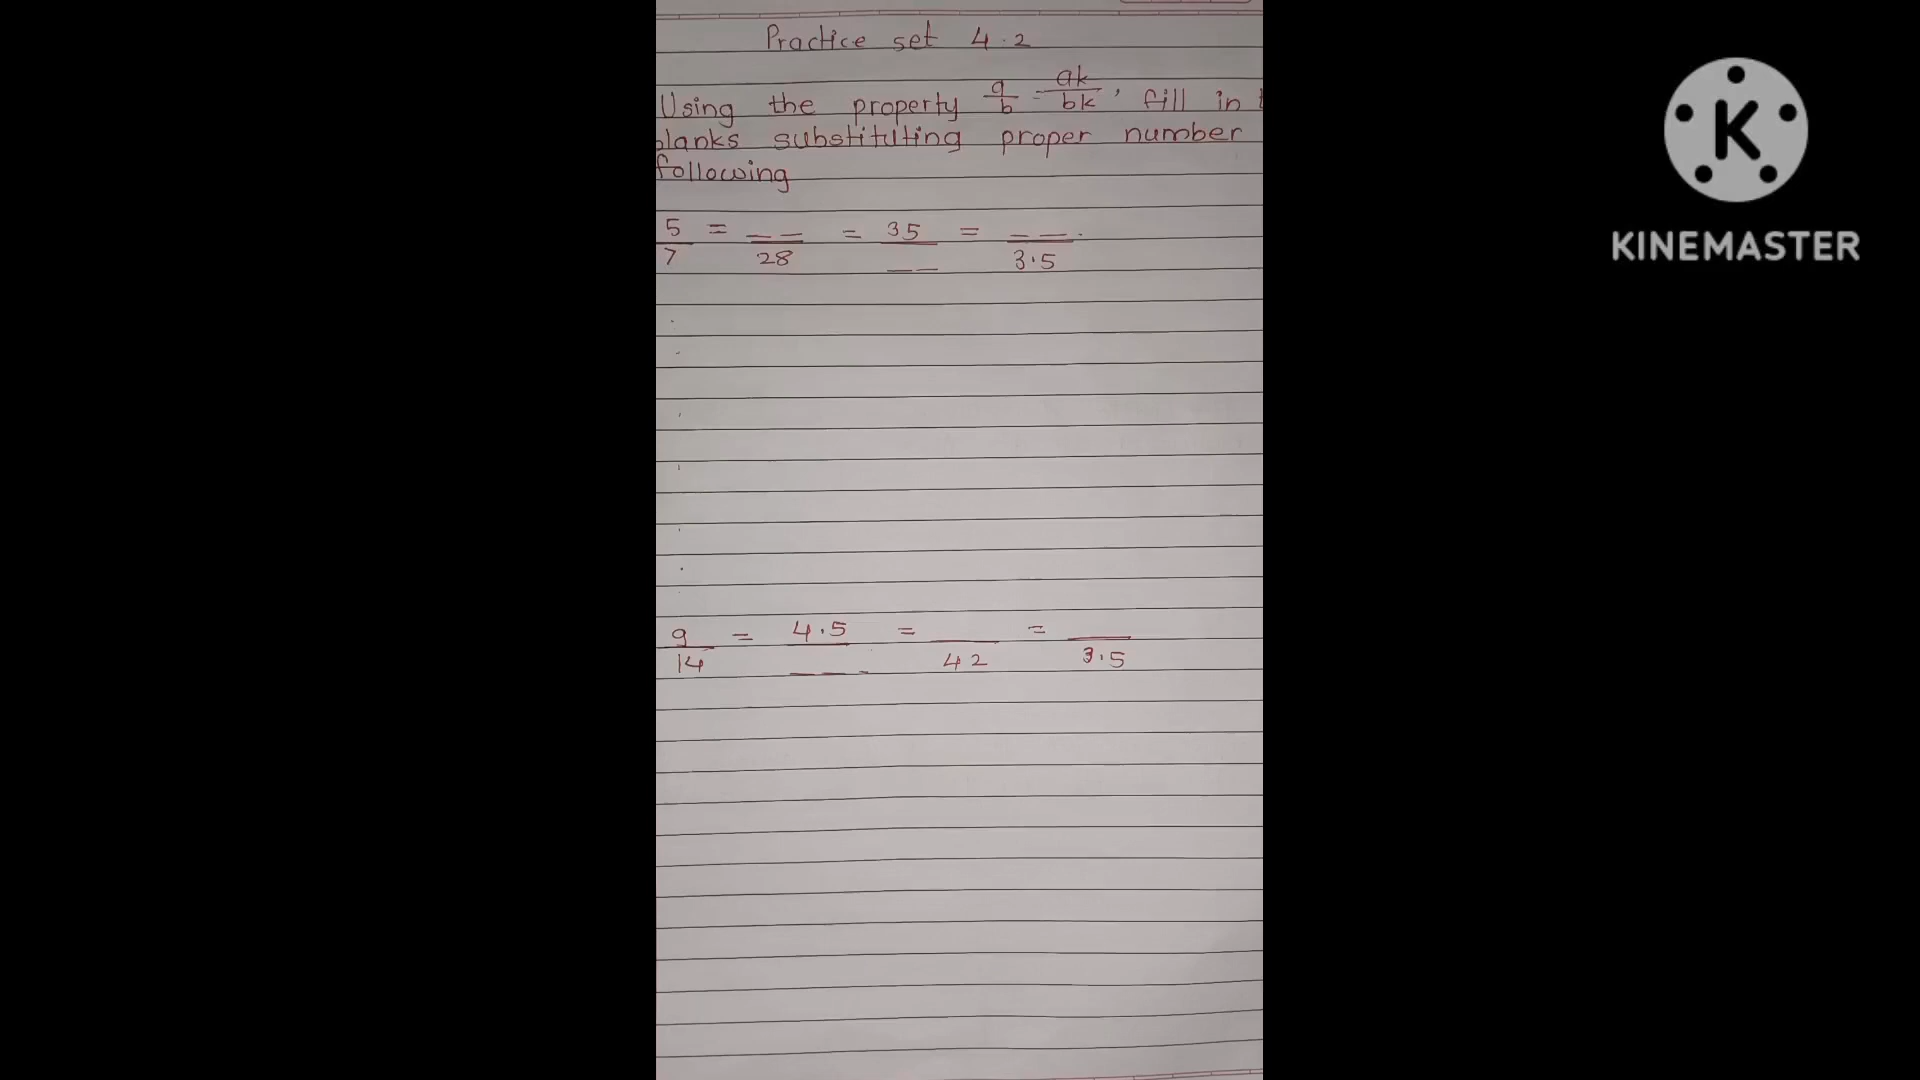 Practice set 4.2
Using the property a/b = ak/bk, fill in
blanks substituting proper number
following
5/7 = __/28 = 35/__ = __/3.5
9/14 = 4.5/__ = __/42 = __/3.5
K
KINEMASTER